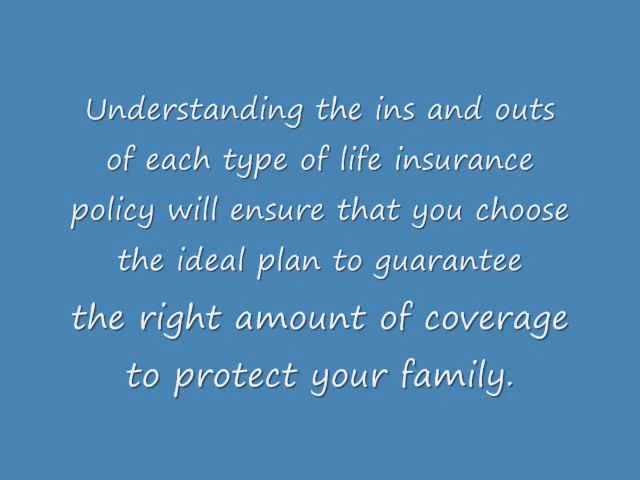 Understanding the ins and outs
of each type of life insurance
policy will ensure that you choose
the ideal plan to guarantee
the right amount of coverage
to protect your family.